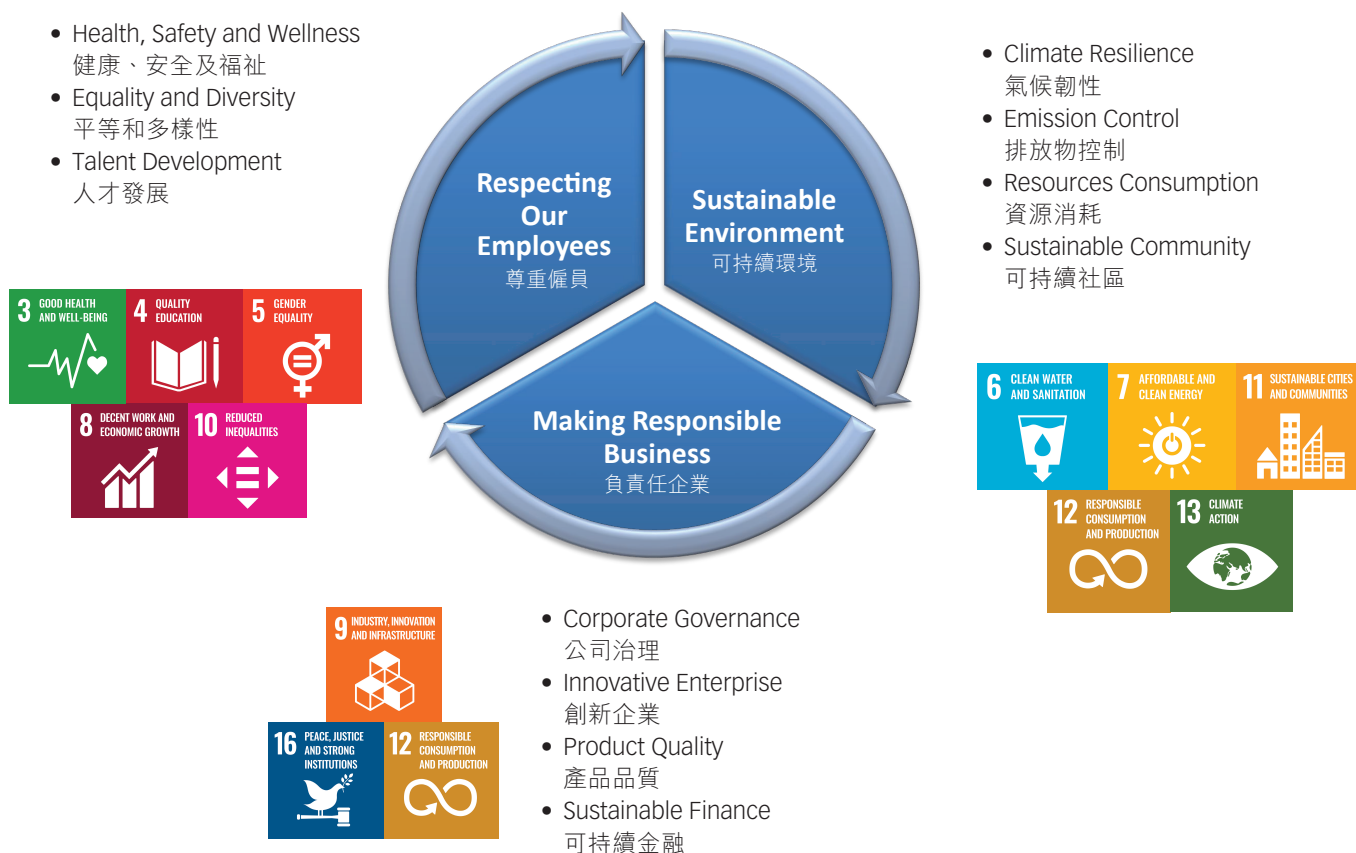 • Health, Safety and Wellness
健康、安全及福祉
• Equality and Diversity
平等和多樣性
• Talent Development
人才發展
Respecting
Our
Employees
尊重僱員
Sustainable
Environment
可持續環境
Making Responsible
Business
負責任企業
• Climate Resilience
氣候韌性
• Emission Control
排放物控制
• Resources Consumption
資源消耗
• Sustainable Community
可持續社區
3 GOOD HEALTH
AND WELL-BEING
4 QUALITY
EDUCATION
5 GENDER
EQUALITY
8 DECENT WORK AND
ECONOMIC GROWTH
10 REDUCED
INEQUALITIES
6 CLEAN WATER
AND SANITATION
7 AFFORDABLE AND
CLEAN ENERGY
11 SUSTAINABLE CITIES
AND COMMUNITIES
12 RESPONSIBLE
CONSUMPTION
AND PRODUCTION
13 CLIMATE
ACTION
9 INDUSTRY, INNOVATION
AND INFRASTRUCTURE
16 PEACE, JUSTICE
AND STRONG
INSTITUTIONS
12 RESPONSIBLE
CONSUMPTION
AND PRODUCTION
• Corporate Governance
公司治理
• Innovative Enterprise
創新企業
• Product Quality
產品品質
• Sustainable Finance
可持續金融